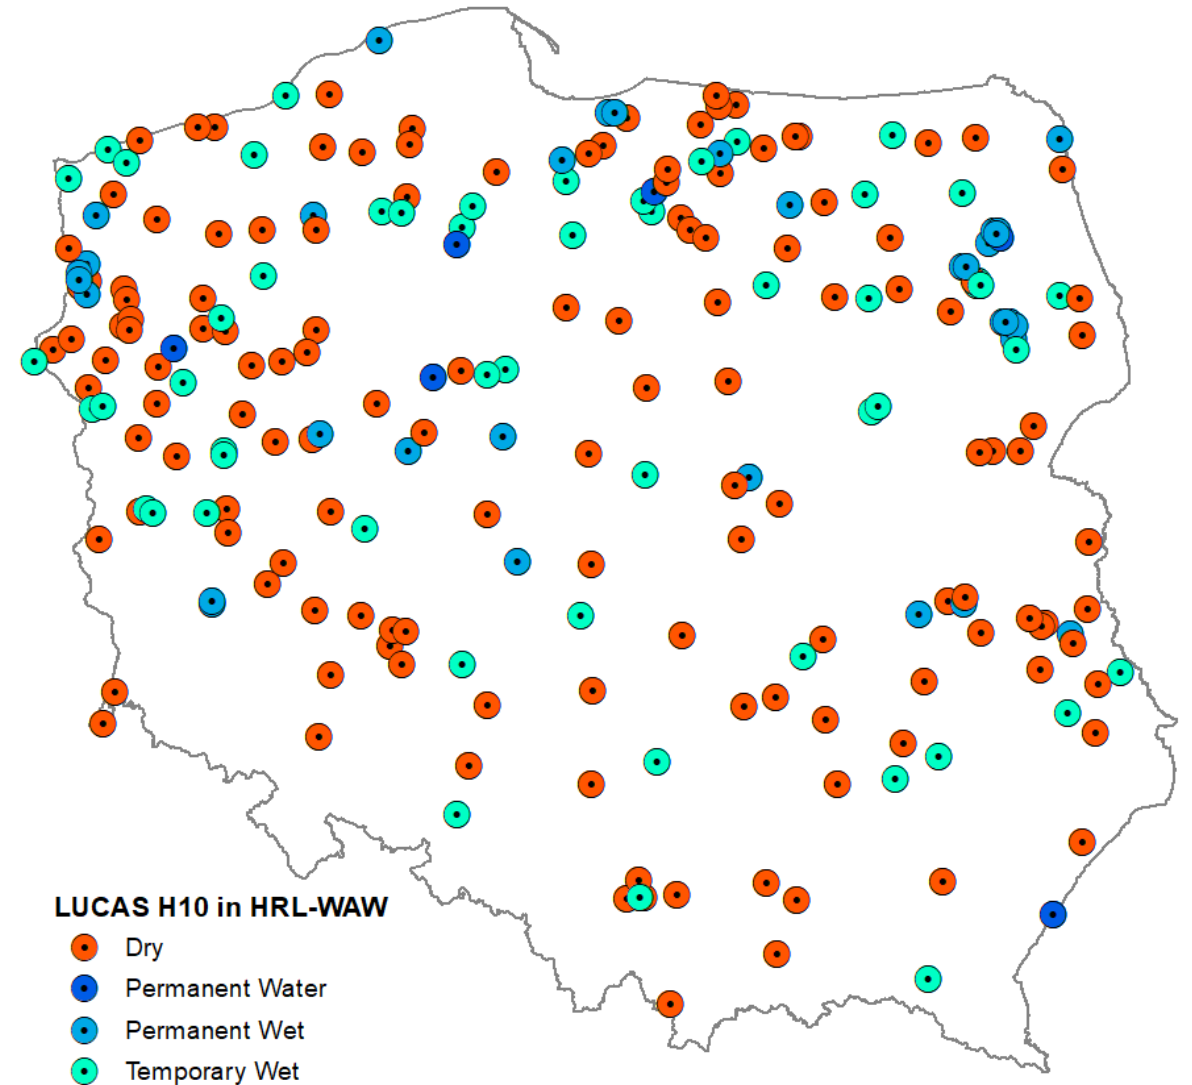 LUCAS H10 in HRL-WAW
Dry
Permanent Water
Permanent Wet
Temporary Wet